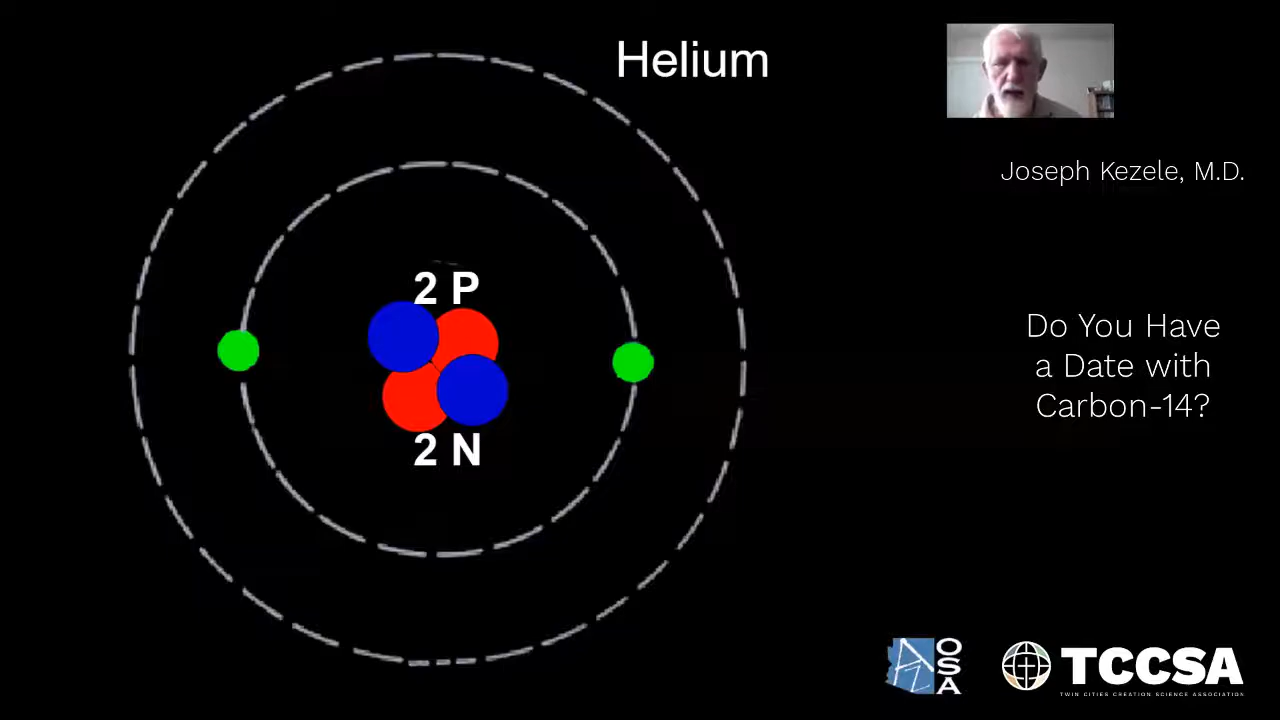 Helium
Joseph Kezele, M.D.
2 P
Do You Have
a Date with
Carbon-14?
2 N
AZ
OSA
TCCSA
TWIN CITIES CREATION SCIENCE ASSOCIATION